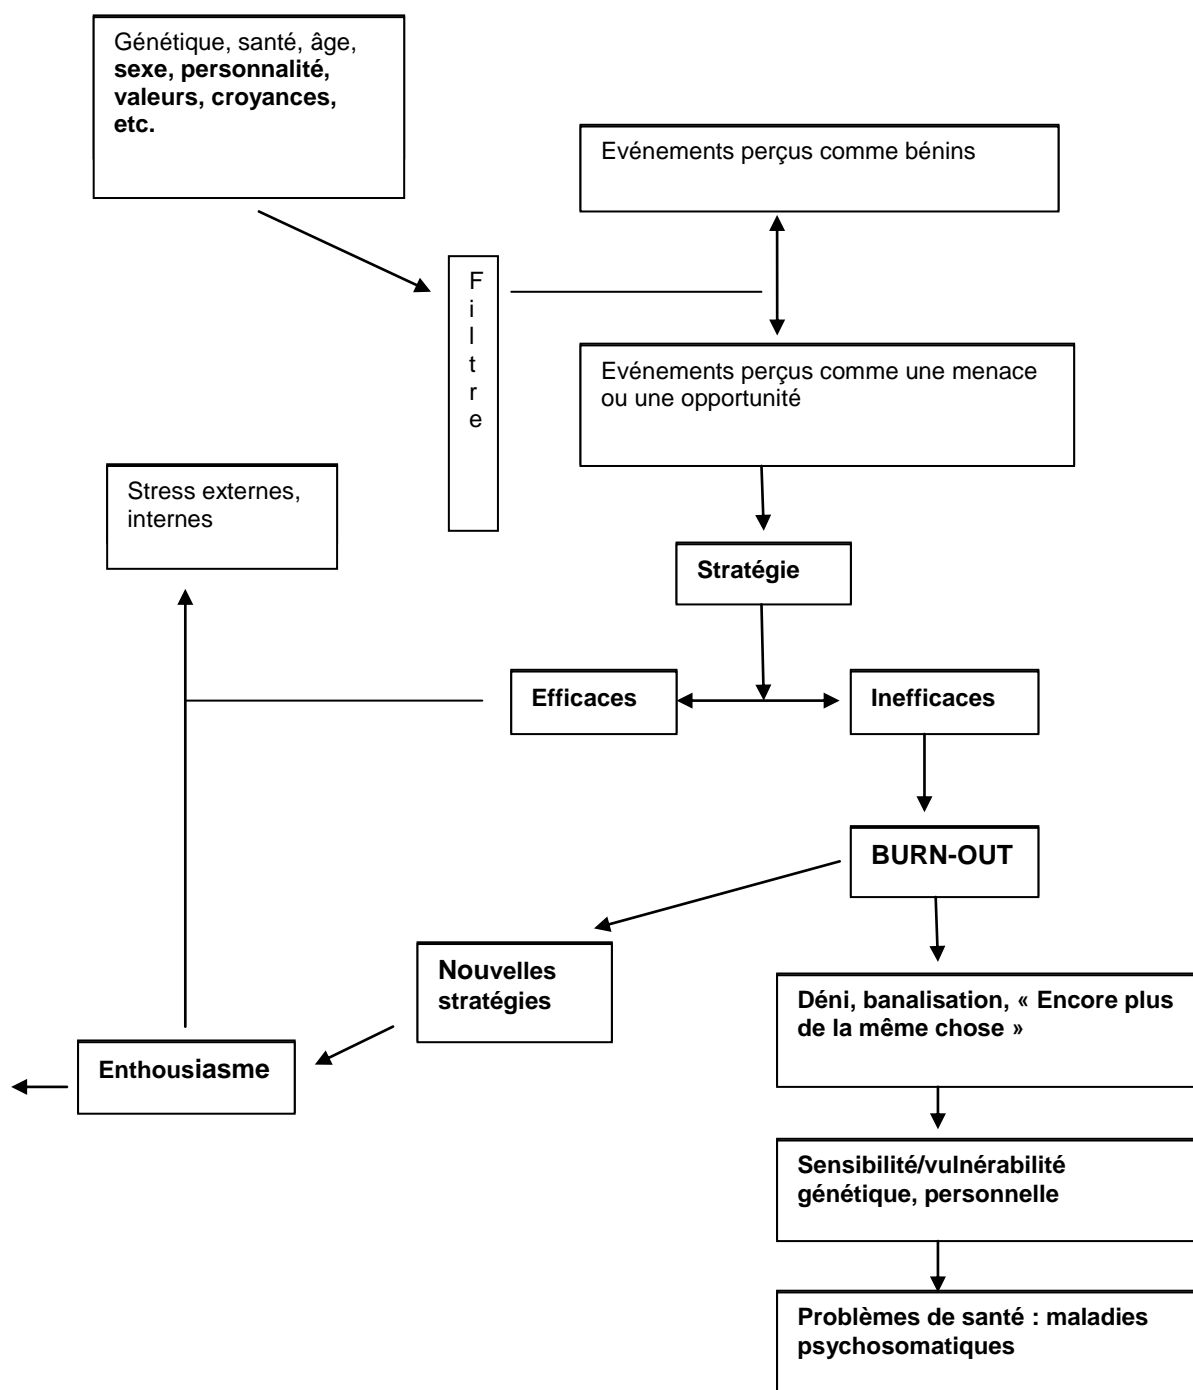 Génétique, santé, âge,
sexe, personnalité,
valeurs, croyances,
etc.
Evénements perçus comme bénins
F
i
l
t
r
e
Evénements perçus comme une menace
ou une opportunité
Stress externes,
internes
Stratégie
Efficaces
Inefficaces
BURN-OUT
Nouvelles
stratégies
Déni, banalisation, « Encore plus
de la même chose »
Enthousiasme
Sensibilité/vulnérabilité
génétique, personnelle
Problèmes de santé : maladies
psychosomatiques